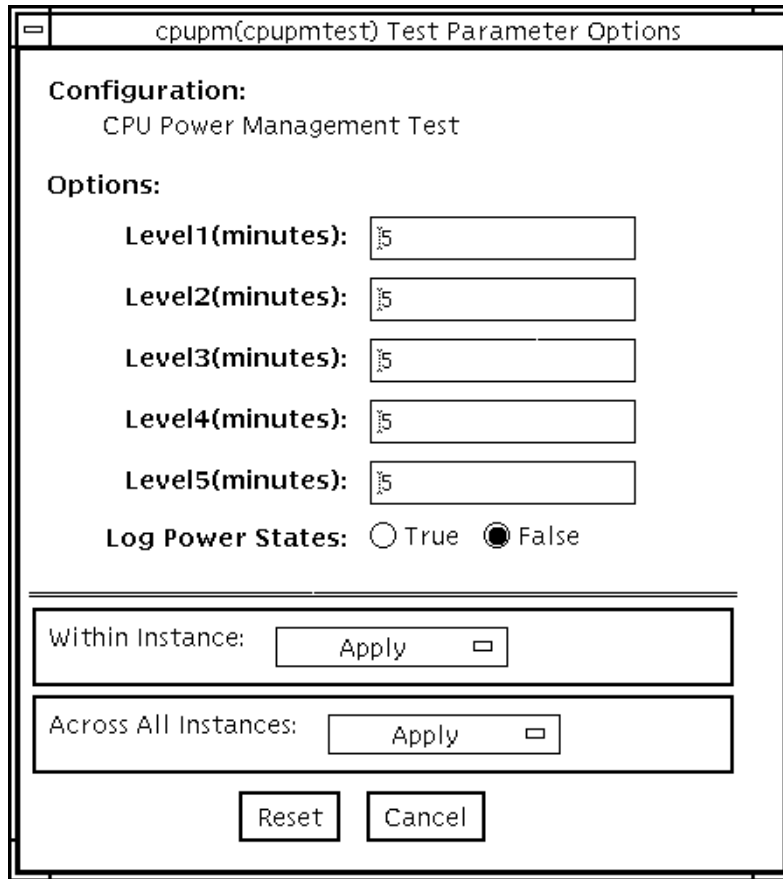 cpupm(cpupmtest) Test Parameter Options
Configuration:
CPU Power Management Test
Options:
Level1(minutes): 5
Level2(minutes): 5
Level3(minutes): 5
Level4(minutes): 5
Level5(minutes): 5
Log Power States: True False
Within Instance: Apply
Across All Instances: Apply
Reset Cancel